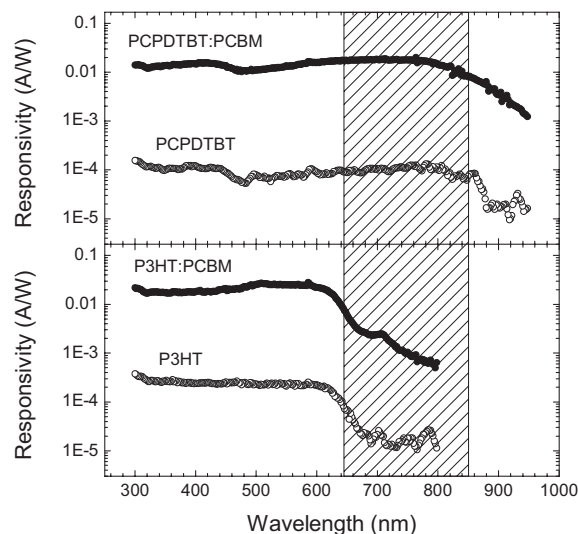 0.1
PCPDTBT:PCBM
0.01
1E-3
PCPDTBT
1E-4
1E-5
Responsivity (A/W)
0.1
P3HT:PCBM
0.01
1E-3
P3HT
1E-4
1E-5
Responsivity (A/W)
300 400 500 600 700 800 900 1000
Wavelength (nm)